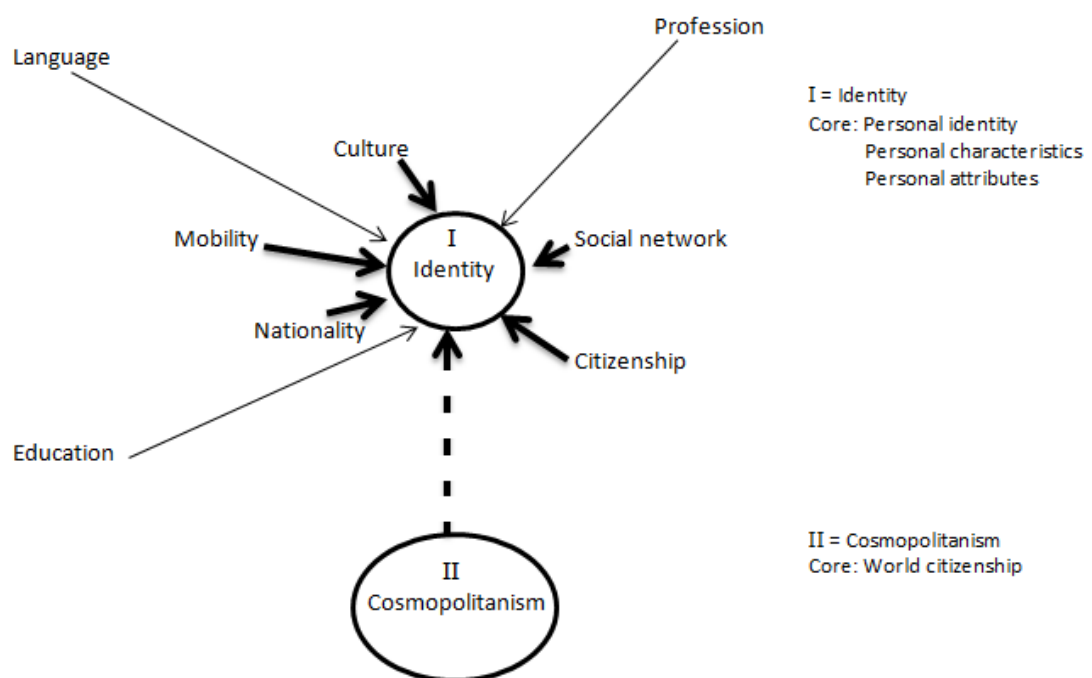 Profession
Language
I = Identity
Core: Personal identity
Personal characteristics
Personal attributes
Culture
Mobility
I
Identity
Social network
Nationality
Citizenship
Education
II = Cosmopolitanism
Core: World citizenship
II
Cosmopolitanism